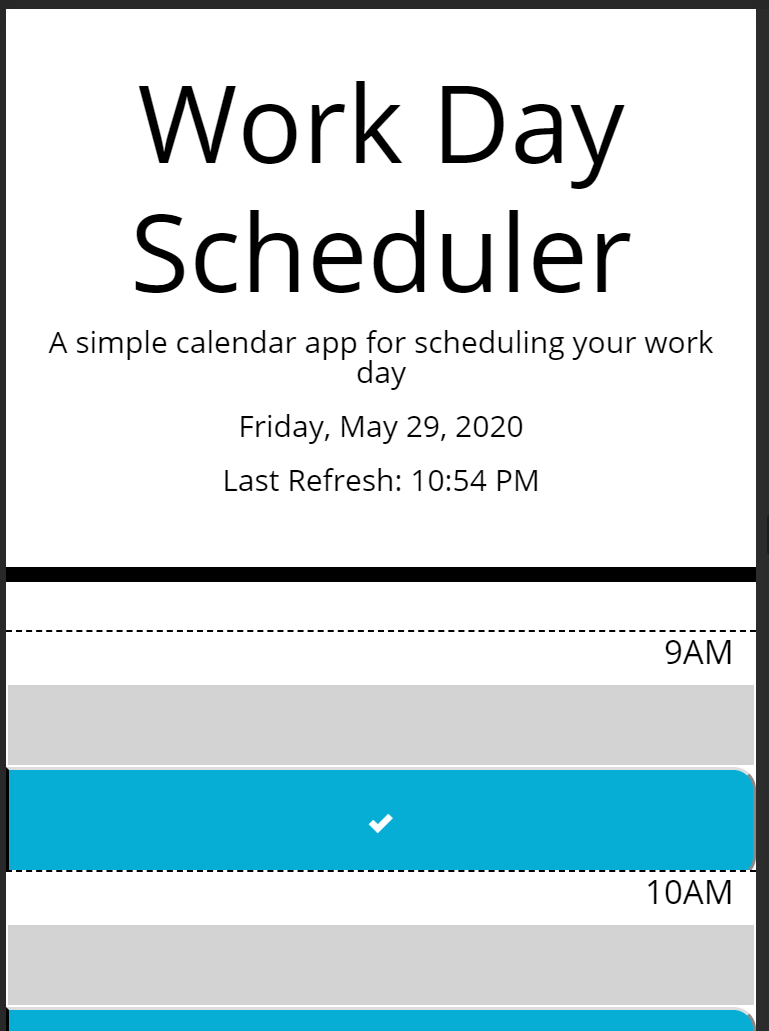 Work Day
Scheduler
A simple calendar app for scheduling your work
day
Friday, May 29, 2020
Last Refresh: 10:54 PM
9AM
10AM